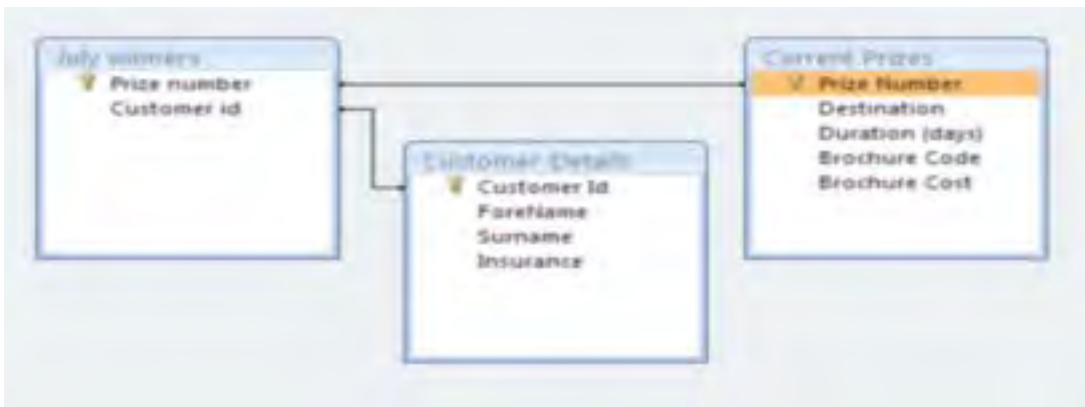 July winners
Prize number
Customer id
Customer Details
Customer Id
ForeName
Surname
Insurance
Current Prizes
Prize Number
Destination
Duration (days)
Brochure Code
Brochure Cost